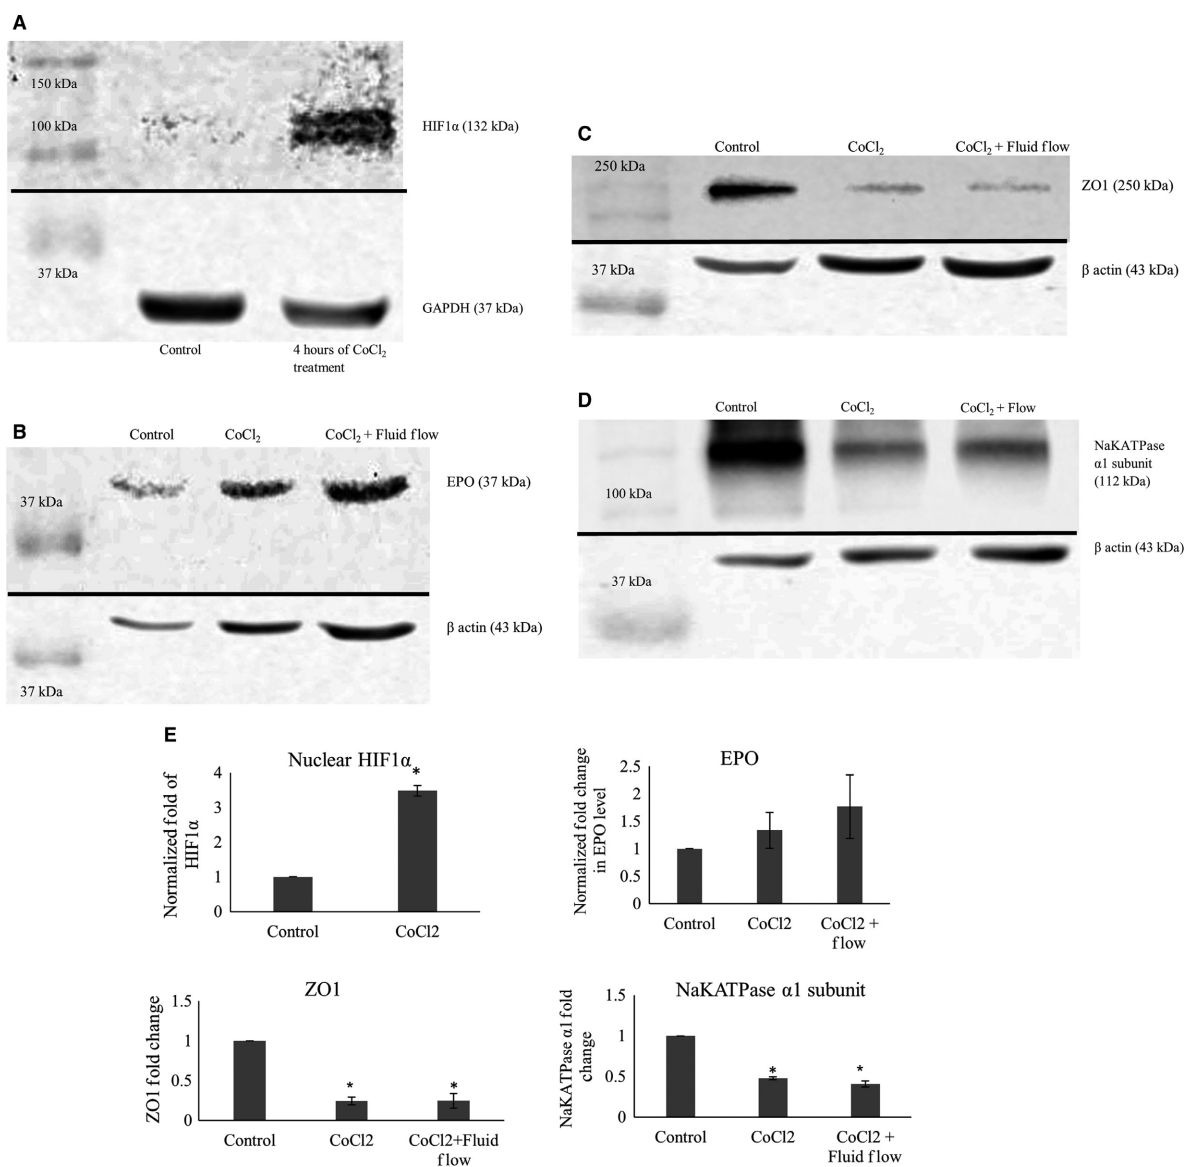 A
150 kDa
100 kDa
HIF1α (132 kDa)
37 kDa
GAPDH (37 kDa)
Control
4 hours of CoCl₂
treatment
B
Control
CoCl₂
CoCl₂ + Fluid flow
37 kDa
EPO (37 kDa)
β actin (43 kDa)
37 kDa
C
Control
CoCl₂
CoCl₂ + Fluid flow
250 kDa
ZO1 (250 kDa)
37 kDa
β actin (43 kDa)
D
Control
CoCl₂
CoCl₂ + Flow
NaKATPase
α1 subunit
(112 kDa)
100 kDa
β actin (43 kDa)
37 kDa
E
Nuclear HIF1α
Normalized fold of
HIF1α
4
3
2
1
0
*
Control
CoCl2
EPO
Normalized fold change
in EPO level
2.5
2
1.5
1
0.5
0
Control
CoCl2
CoCl2 +
flow
ZO1
ZO1 fold change
1.5
1
0.5
0
*
*
Control
CoCl2
CoCl2+Fluid
flow
NaKATPase α1 subunit
NaKATPase α1 fold
change
1.5
1
0.5
0
*
*
Control
CoCl2
CoCl2 +
Fluid flow